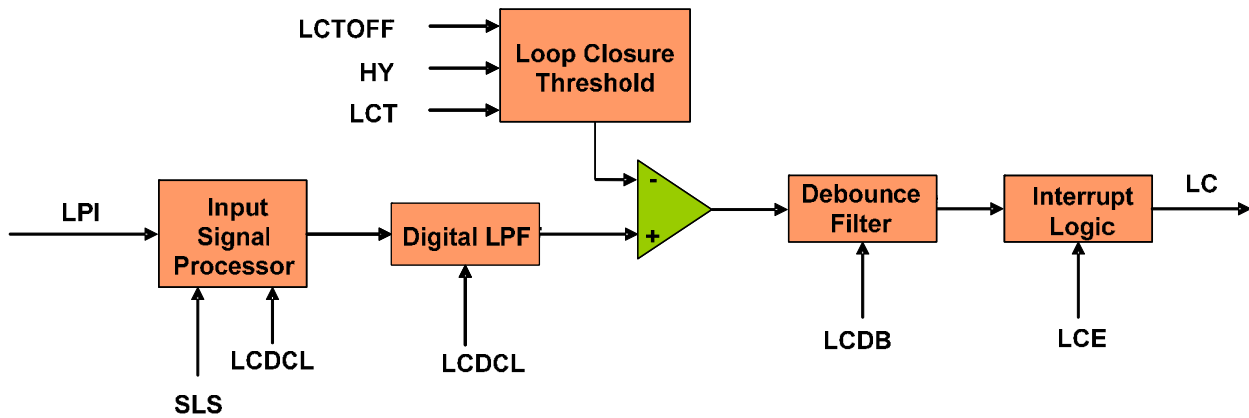 LCTOFF
HY
LCT
Loop Closure
Threshold
LPI
Input
Signal
Processor
Digital LPF
-
+
Debounce
Filter
Interrupt
Logic
LC
SLS
LCDCL
LCDCL
LCDB
LCE